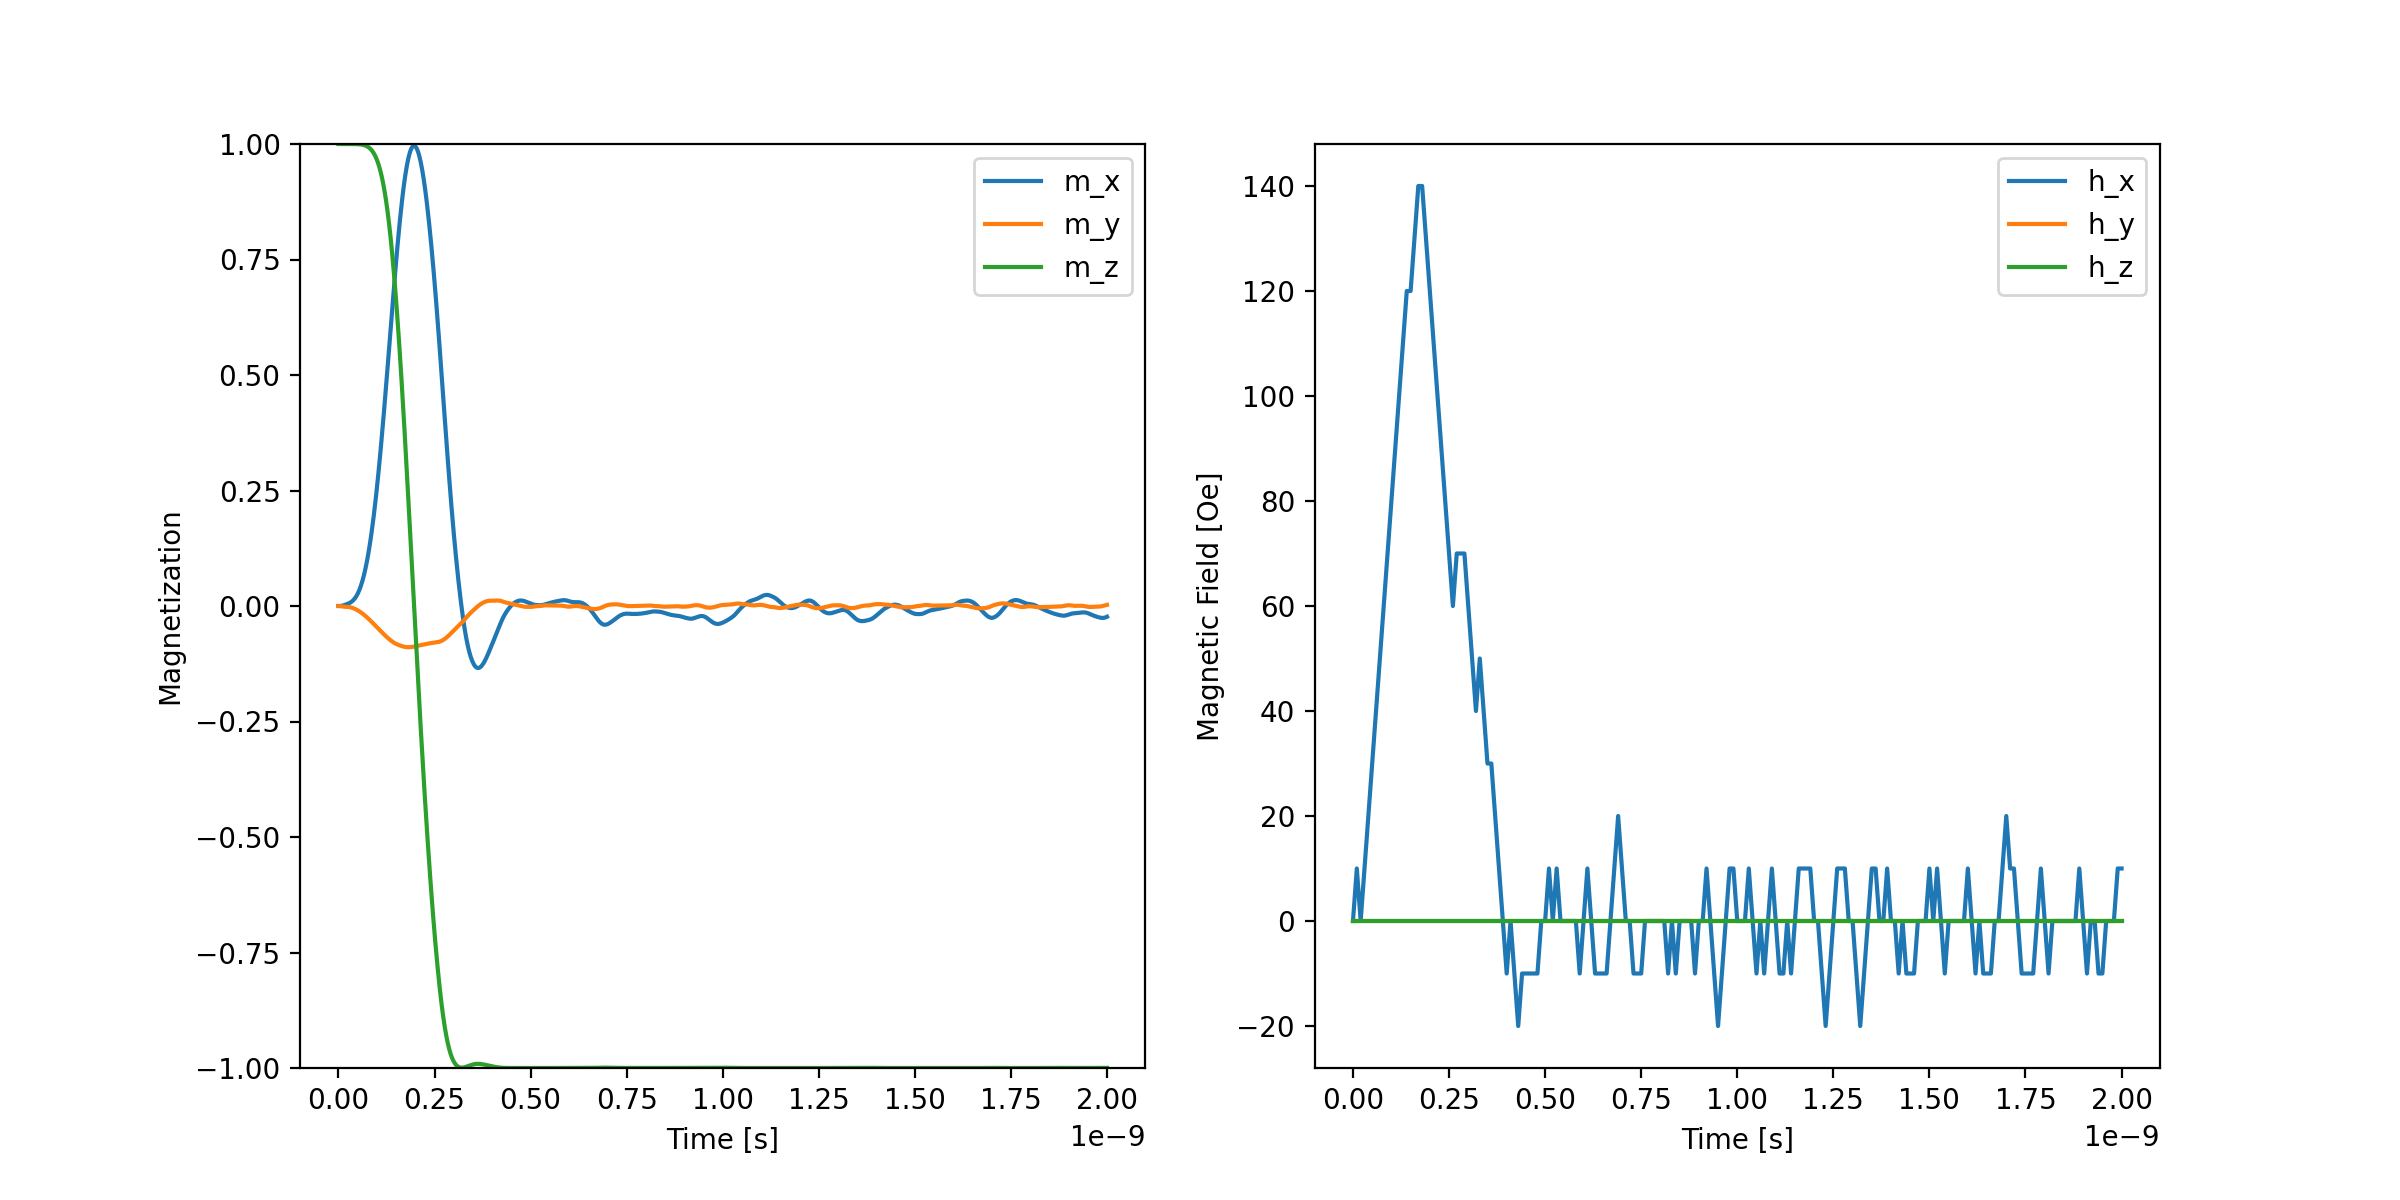 1.00
0.75
0.50
0.25
0.00
−0.25
−0.50
−0.75
−1.00
Magnetization
m_x
m_y
m_z
0.00 0.25 0.50 0.75 1.00 1.25 1.50 1.75 2.00
Time [s]
1e−9
140
120
100
80
60
40
20
0
−20
Magnetic Field [Oe]
h_x
h_y
h_z
0.00 0.25 0.50 0.75 1.00 1.25 1.50 1.75 2.00
Time [s]
1e−9